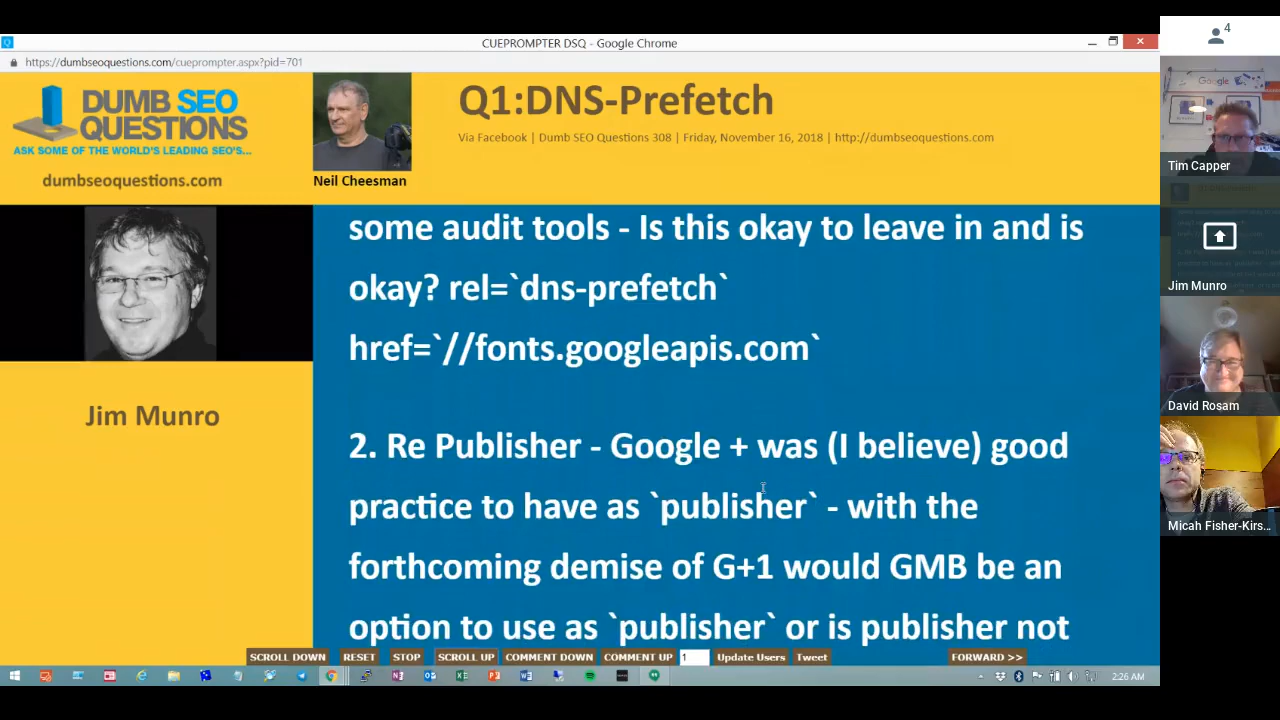 CUEPROMPTER DSQ - Google Chrome
https://dumbseoquestions.com/cueprompter.aspx?pid=701
DUMB SEO
QUESTIONS
ASK SOME OF THE WORLD'S LEADING SEO'S...
dumbseoquestions.com
Neil Cheesman
Q1:DNS-Prefetch
Via Facebook | Dumb SEO Questions 308 | Friday, November 16, 2018 | http://dumbseoquestions.com
Jim Munro
some audit tools - Is this okay to leave in and is
okay? rel=`dns-prefetch`
href=`//fonts.googleapis.com`
2. Re Publisher - Google + was (I believe) good
practice to have as `publisher` - with the
forthcoming demise of G+1 would GMB be an
option to use as `publisher` or is publisher not
SCROLL DOWN
RESET
STOP
SCROLL UP
COMMENT DOWN
COMMENT UP
1
Update Users
Tweet
FORWARD >>
2:26 AM
4
Google
Tim Capper
Jim Munro
David Rosam
Micah Fisher-Kirs...